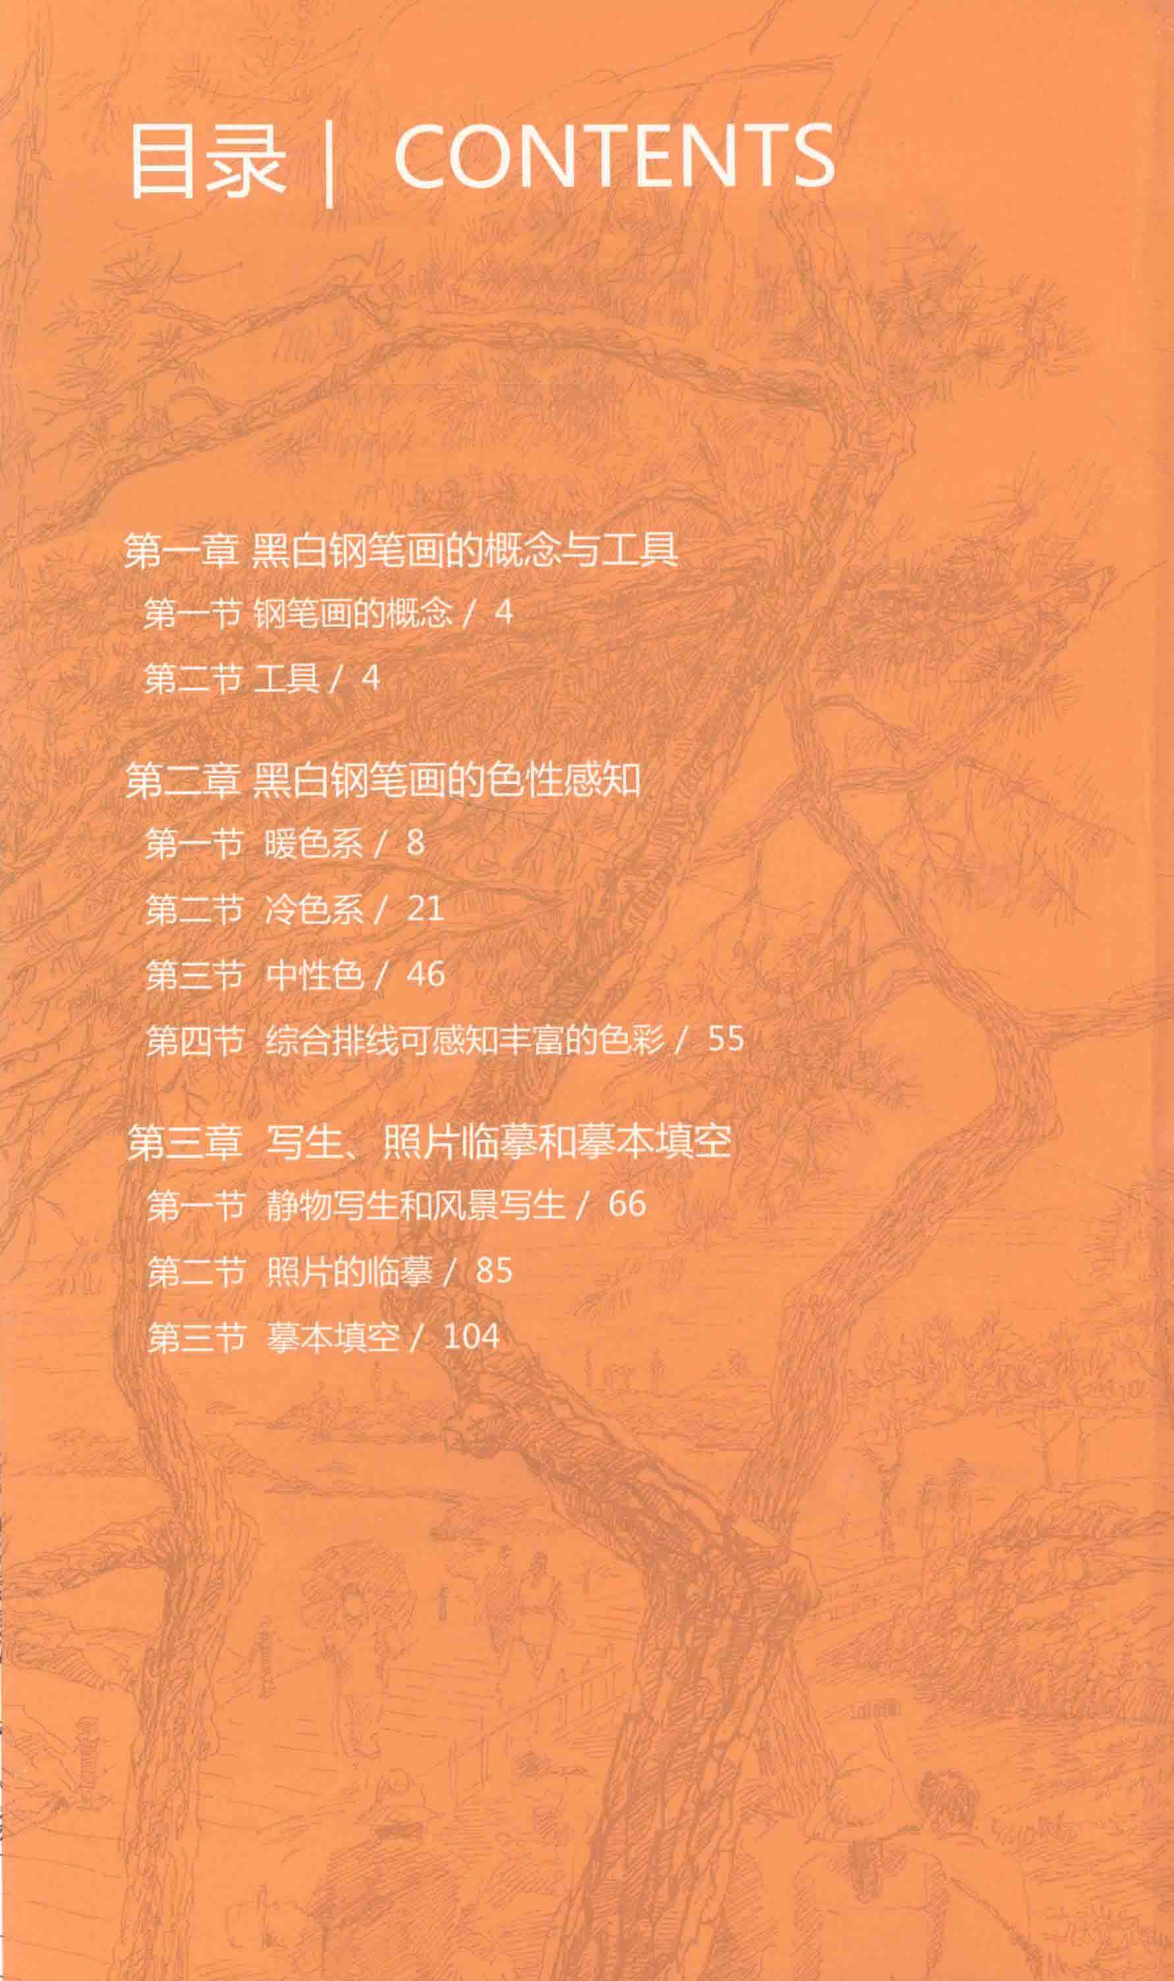 目录 | CONTENTS
第一章 黑白钢笔画的概念与工具
第一节 钢笔画的概念 / 4
第二节 工具 / 4
第二章 黑白钢笔画的色性感知
第一节 暖色系 / 8
第二节 冷色系 / 21
第三节 中性色 / 46
第四节 综合排线可感知丰富的色彩 / 55
第三章 写生、照片临摹和摹本填空
第一节 静物写生和风景写生 / 66
第二节 照片的临摹 / 85
第三节 摹本填空 / 104